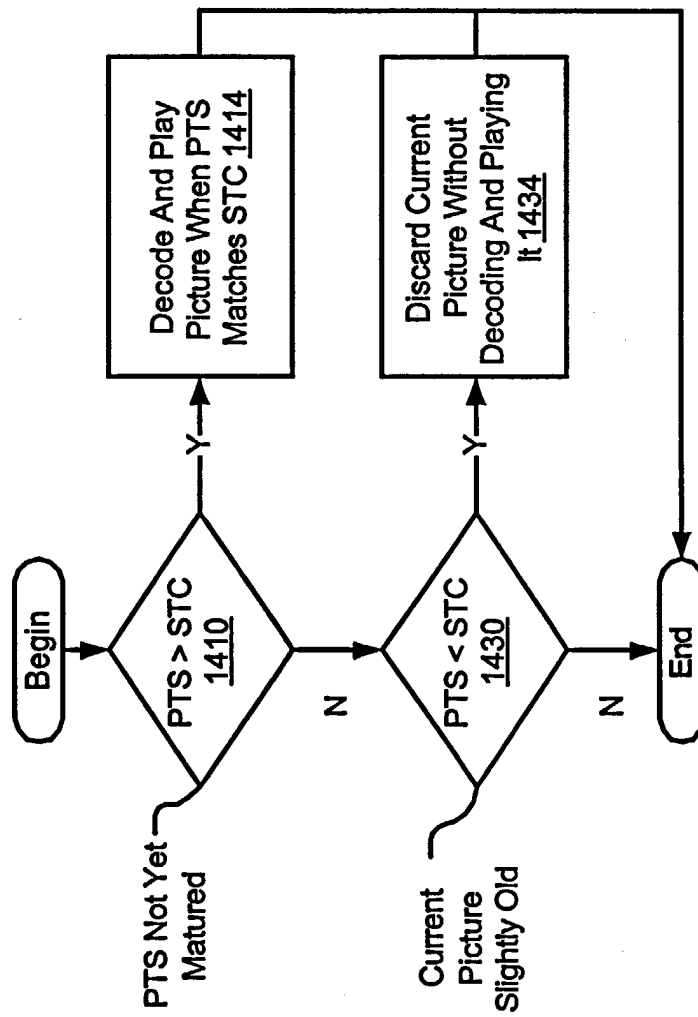 Begin
PTS Not Yet
Matured
PTS > STC
1410
Y
Decode And Play
Picture When PTS
Matches STC 1414
N
Current
Picture
Slightly Old
PTS < STC
1430
Y
Discard Current
Picture Without
Decoding And Playing
It 1434
N
End